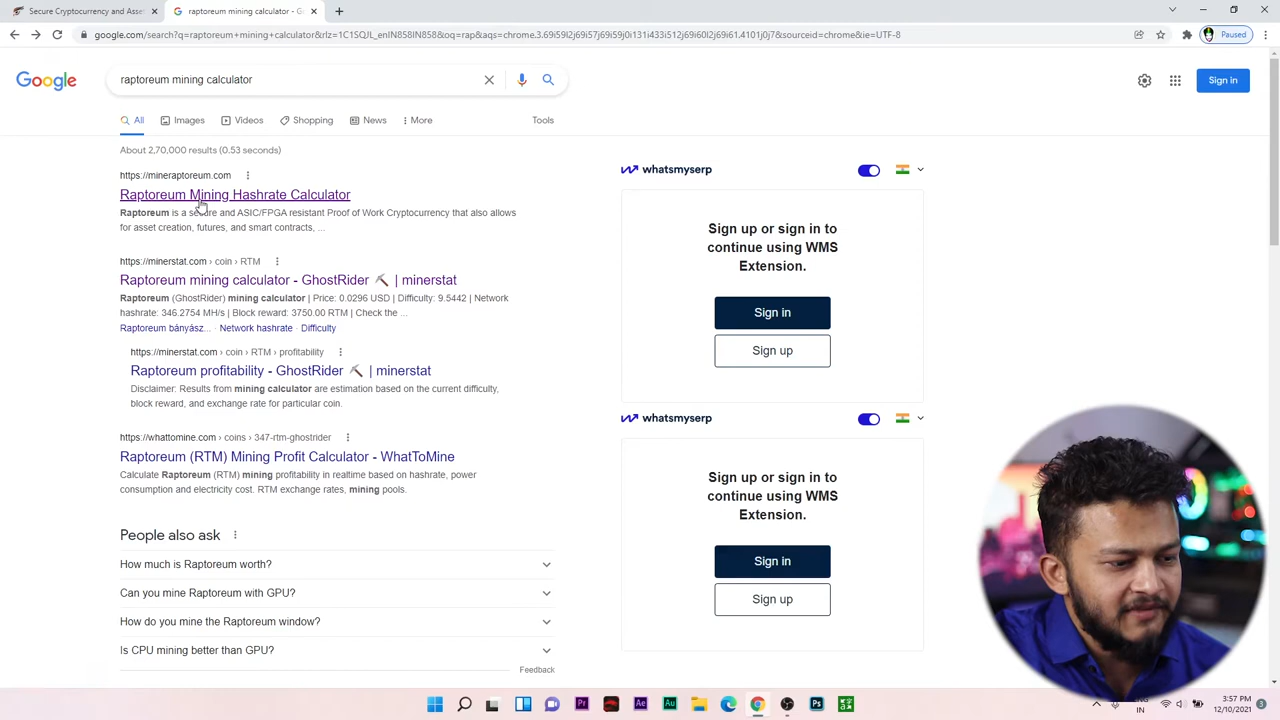 Secure Cryptocurrency and Asset
raptoreum mining calculator - Go
google.com/search?q=raptoreum+mining+calculator&rlz=1C1SQJL_enIN858IN858&oq=rap&aqs=chrome.3.69i59l2j69i57j69i59j0i131i433i512j69i60l2j69i61.4101j0j7&sourceid=chrome&ie=UTF-8
Paused
Google
raptoreum mining calculator
Sign in
All
Images
Videos
Shopping
News
More
Tools
About 2,70,000 results (0.53 seconds)
https://mineraptoreum.com
Raptoreum Mining Hashrate Calculator
Raptoreum is a secure and ASIC/FPGA resistant Proof of Work Cryptocurrency that also allows
for asset creation, futures, and smart contracts, ...
https://minerstat.com › coin › RTM
Raptoreum mining calculator - GhostRider ⛏️ | minerstat
Raptoreum (GhostRider) mining calculator | Price: 0.0296 USD | Difficulty: 9.5442 | Network
hashrate: 346.2754 MH/s | Block reward: 3750.00 RTM | Check the ...
Raptoreum bányász... · Network hashrate · Difficulty
https://minerstat.com › coin › RTM › profitability
Raptoreum profitability - GhostRider ⛏️ | minerstat
Disclaimer: Results from mining calculator are estimation based on the current difficulty,
block reward, and exchange rate for particular coin.
https://whattomine.com › coins › 347-rtm-ghostrider
Raptoreum (RTM) Mining Profit Calculator - WhatToMine
Calculate Raptoreum (RTM) mining profitability in realtime based on hashrate, power
consumption and electricity cost. RTM exchange rates, mining pools.
People also ask
How much is Raptoreum worth?
Can you mine Raptoreum with GPU?
How do you mine the Raptoreum window?
Is CPU mining better than GPU?
Feedback
whatsmyserp
Sign up or sign in to
continue using WMS
Extension.
Sign in
Sign up
whatsmyserp
Sign up or sign in to
continue using WMS
Extension.
Sign in
Sign up
Pr
Ae
Au
Ps
IN
3:57 PM
12/10/2021